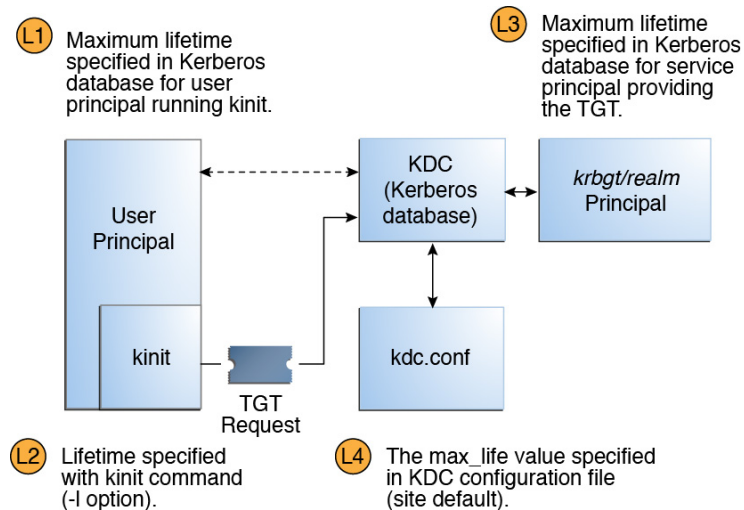 L1
Maximum lifetime
specified in Kerberos
database for user
principal running kinit.
L3
Maximum lifetime
specified in Kerberos
database for service
principal providing
the TGT.
User
Principal
kinit
TGT
Request
KDC
(Kerberos
database)
krbgt/realm
Principal
kdc.conf
L2
Lifetime specified
with kinit command
(-l option).
L4
The max_life value specified
in KDC configuration file
(site default).